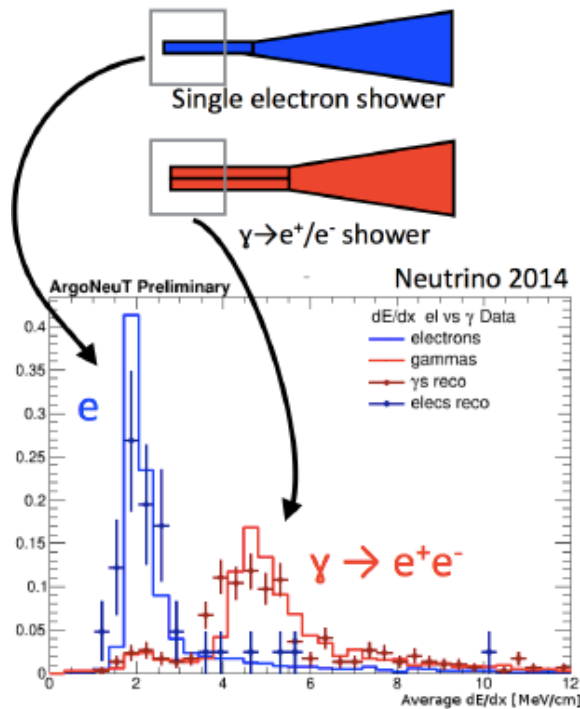 Single electron shower
ɣ→e⁺/e⁻ shower
ArgoNeuT Preliminary
Neutrino 2014
dE/dx el vs γ Data
electrons
gammas
γs reco
elecs reco
e
ɣ → e⁺e⁻
0.4
0.35
0.3
0.25
0.2
0.15
0.1
0.05
0
0 2 4 6 8 10 12
Average dE/dx [MeV/cm]